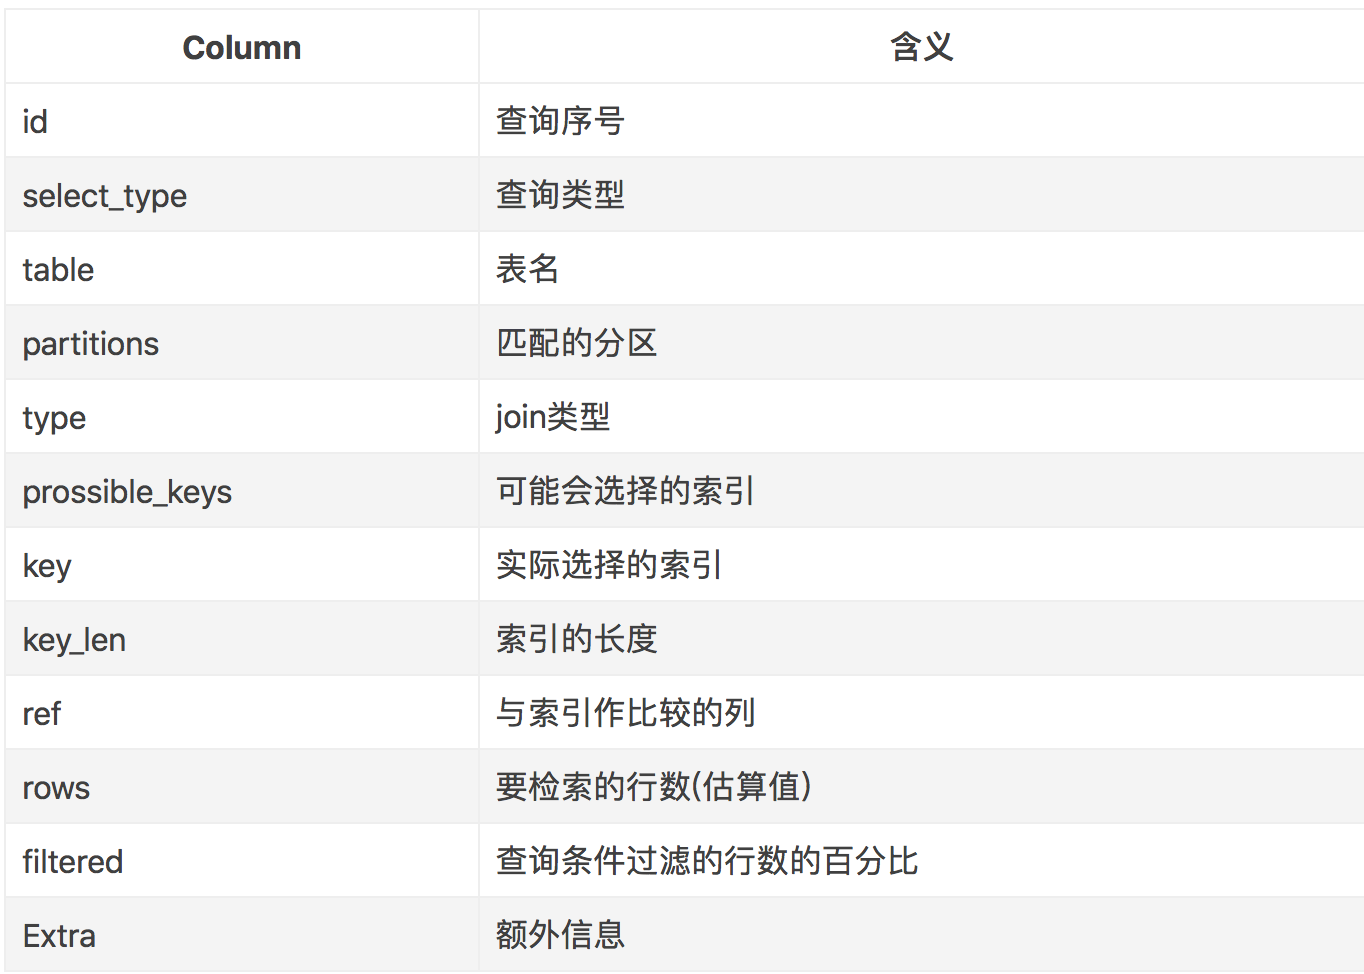 Column 含义
id 查询序号
select_type 查询类型
table 表名
partitions 匹配的分区
type join类型
prossible_keys 可能会选择的索引
key 实际选择的索引
key_len 索引的长度
ref 与索引作比较的列
rows 要检索的行数(估算值)
filtered 查询条件过滤的行数的百分比
Extra 额外信息